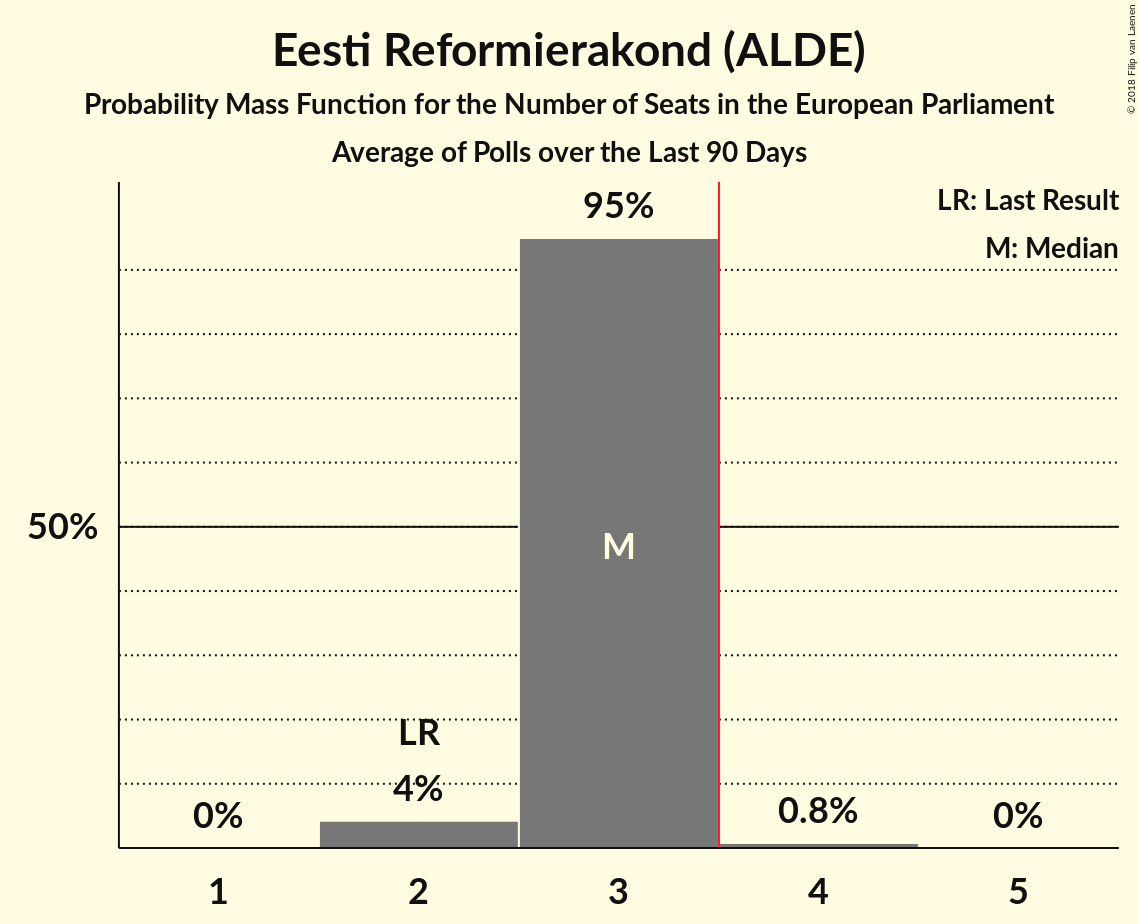 Eesti Reformierakond (ALDE)
Probability Mass Function for the Number of Seats in the European Parliament
Average of Polls over the Last 90 Days
© 2018 Filip van Laenen
LR: Last Result
M: Median
95%
50%
M
LR
0%
4%
0.8%
0%
1 2 3 4 5